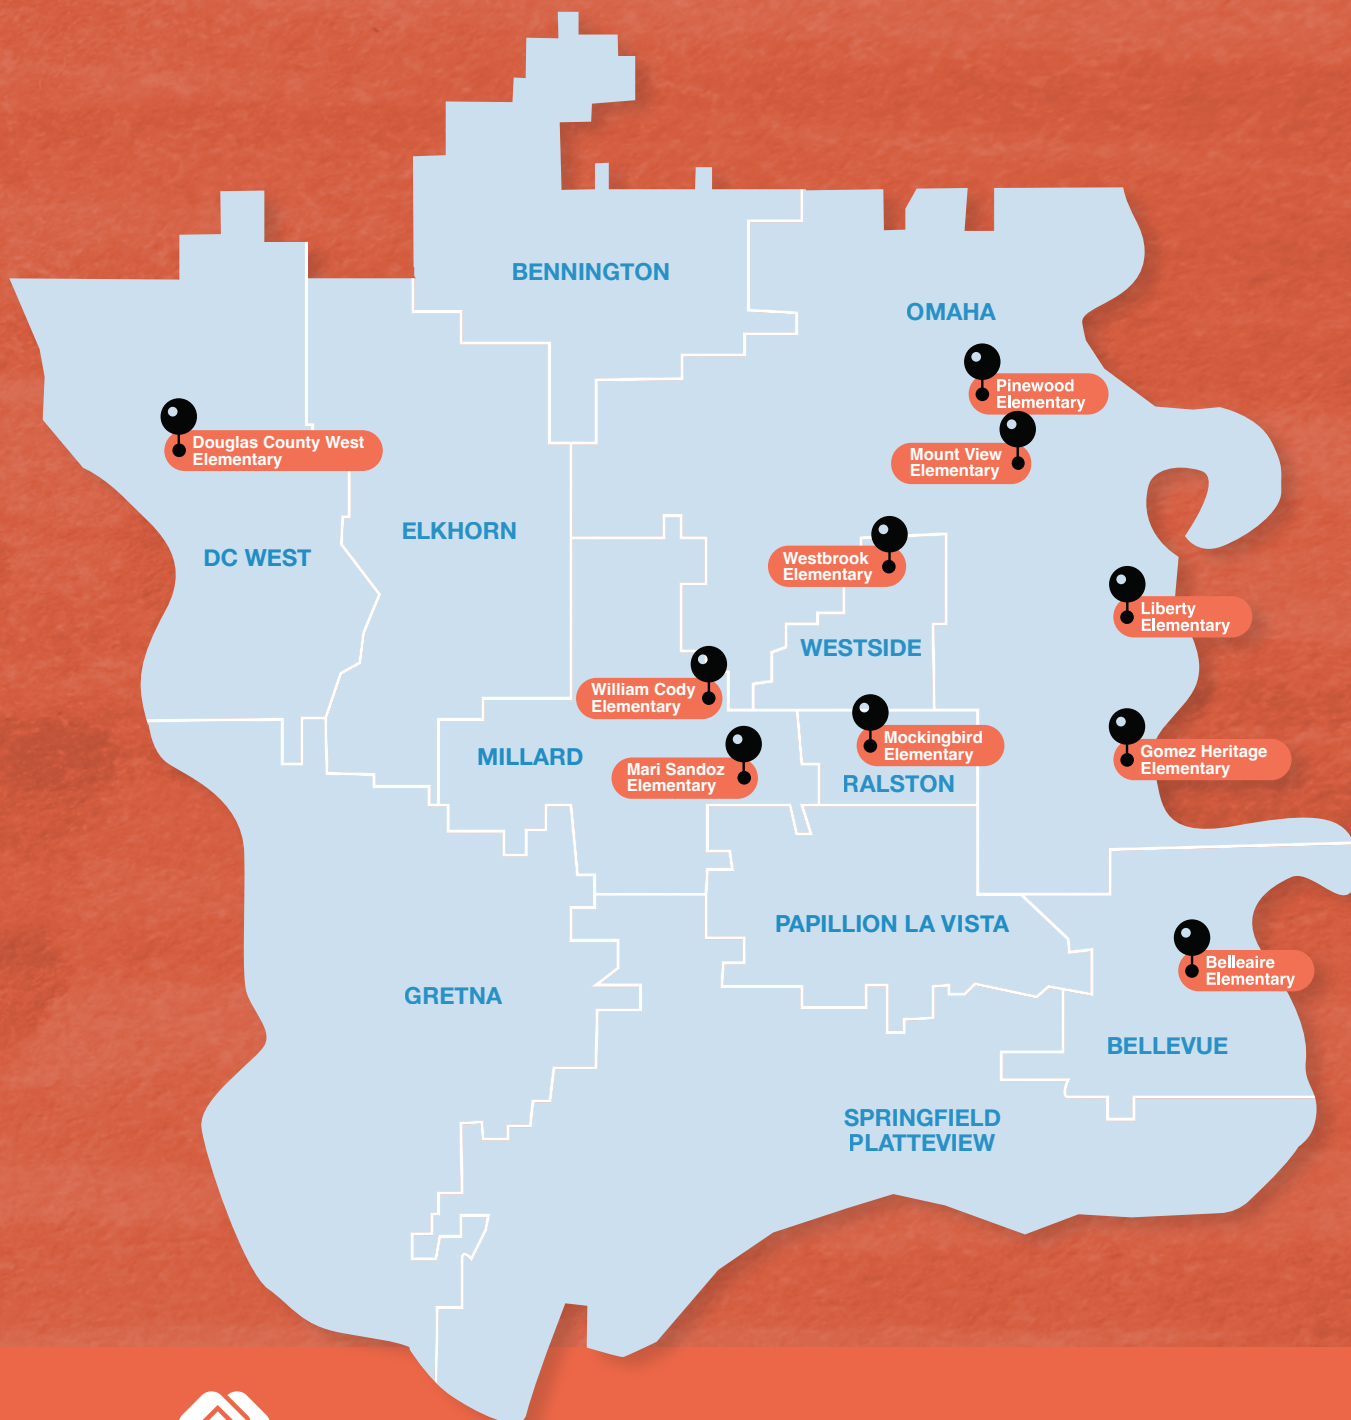 BENNINGTON
OMAHA
Pinewood
Elementary
Douglas County West
Elementary
Mount View
Elementary
ELKHORN
DC WEST
Westbrook
Elementary
Liberty
Elementary
WESTSIDE
William Cody
Elementary
MILLARD
Mari Sandoz
Elementary
Mockingbird
Elementary
RALSTON
Gomez Heritage
Elementary
PAPILLION LA VISTA
Belleaire
Elementary
GRETNA
BELLEVUE
SPRINGFIELD
PLATTEVIEW